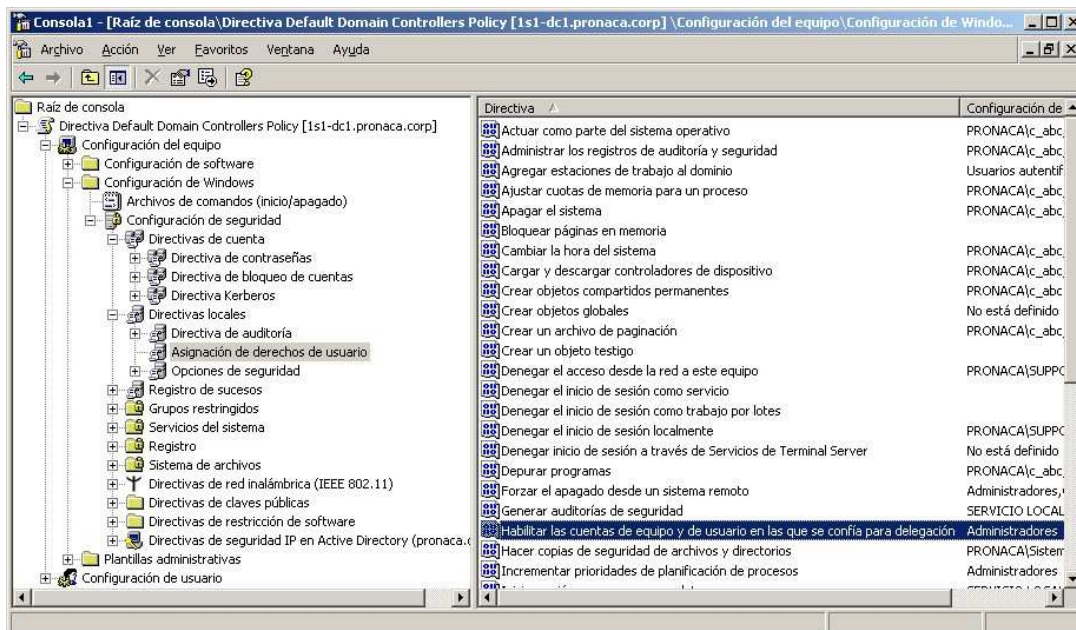 Consola1 - [Raíz de consola\Directiva Default Domain Controllers Policy [1s1-dc1.pronaca.corp] \Configuración del equipo\Configuración de Windo...
Archivo Acción Ver Favoritos Ventana Ayuda
Raíz de consola
Directiva Default Domain Controllers Policy [1s1-dc1.pronaca.corp]
Configuración del equipo
Configuración de software
Configuración de Windows
Archivos de comandos (inicio/apagado)
Configuración de seguridad
Directivas de cuenta
Directiva de contraseñas
Directiva de bloqueo de cuentas
Directiva Kerberos
Directivas locales
Directiva de auditoría
Asignación de derechos de usuario
Opciones de seguridad
Registro de sucesos
Grupos restringidos
Servicios del sistema
Registro
Sistema de archivos
Directivas de red inalámbrica (IEEE 802.11)
Directivas de claves públicas
Directivas de restricción de software
Directivas de seguridad IP en Active Directory (pronaca.c
Plantillas administrativas
Configuración de usuario
Directiva Configuración de
Actuar como parte del sistema operativo PRONACA\c_abc,
Administrar los registros de auditoría y seguridad PRONACA\c_abc,
Agregar estaciones de trabajo al dominio Usuarios autentif
Ajustar cuotas de memoria para un proceso PRONACA\c_abc,
Apagar el sistema PRONACA\c_abc,
Bloquear páginas en memoria
Cambiar la hora del sistema PRONACA\c_abc,
Cargar y descargar controladores de dispositivo PRONACA\c_abc,
Crear objetos compartidos permanentes PRONACA\c_abc,
Crear objetos globales No está definido
Crear un archivo de paginación PRONACA\c_abc,
Crear un objeto testigo
Denegar el acceso desde la red a este equipo PRONACA\SUPPO
Denegar el inicio de sesión como servicio
Denegar el inicio de sesión como trabajo por lotes
Denegar el inicio de sesión localmente PRONACA\SUPPO
Denegar inicio de sesión a través de Servicios de Terminal Server No está definido
Depurar programas PRONACA\c_abc,
Forzar el apagado desde un sistema remoto Administradores,
Generar auditorías de seguridad SERVICIO LOCAL
Habilitar las cuentas de equipo y de usuario en las que se confía para delegación Administradores
Hacer copias de seguridad de archivos y directorios PRONACA\Sistem
Incrementar prioridades de planificación de procesos Administradores